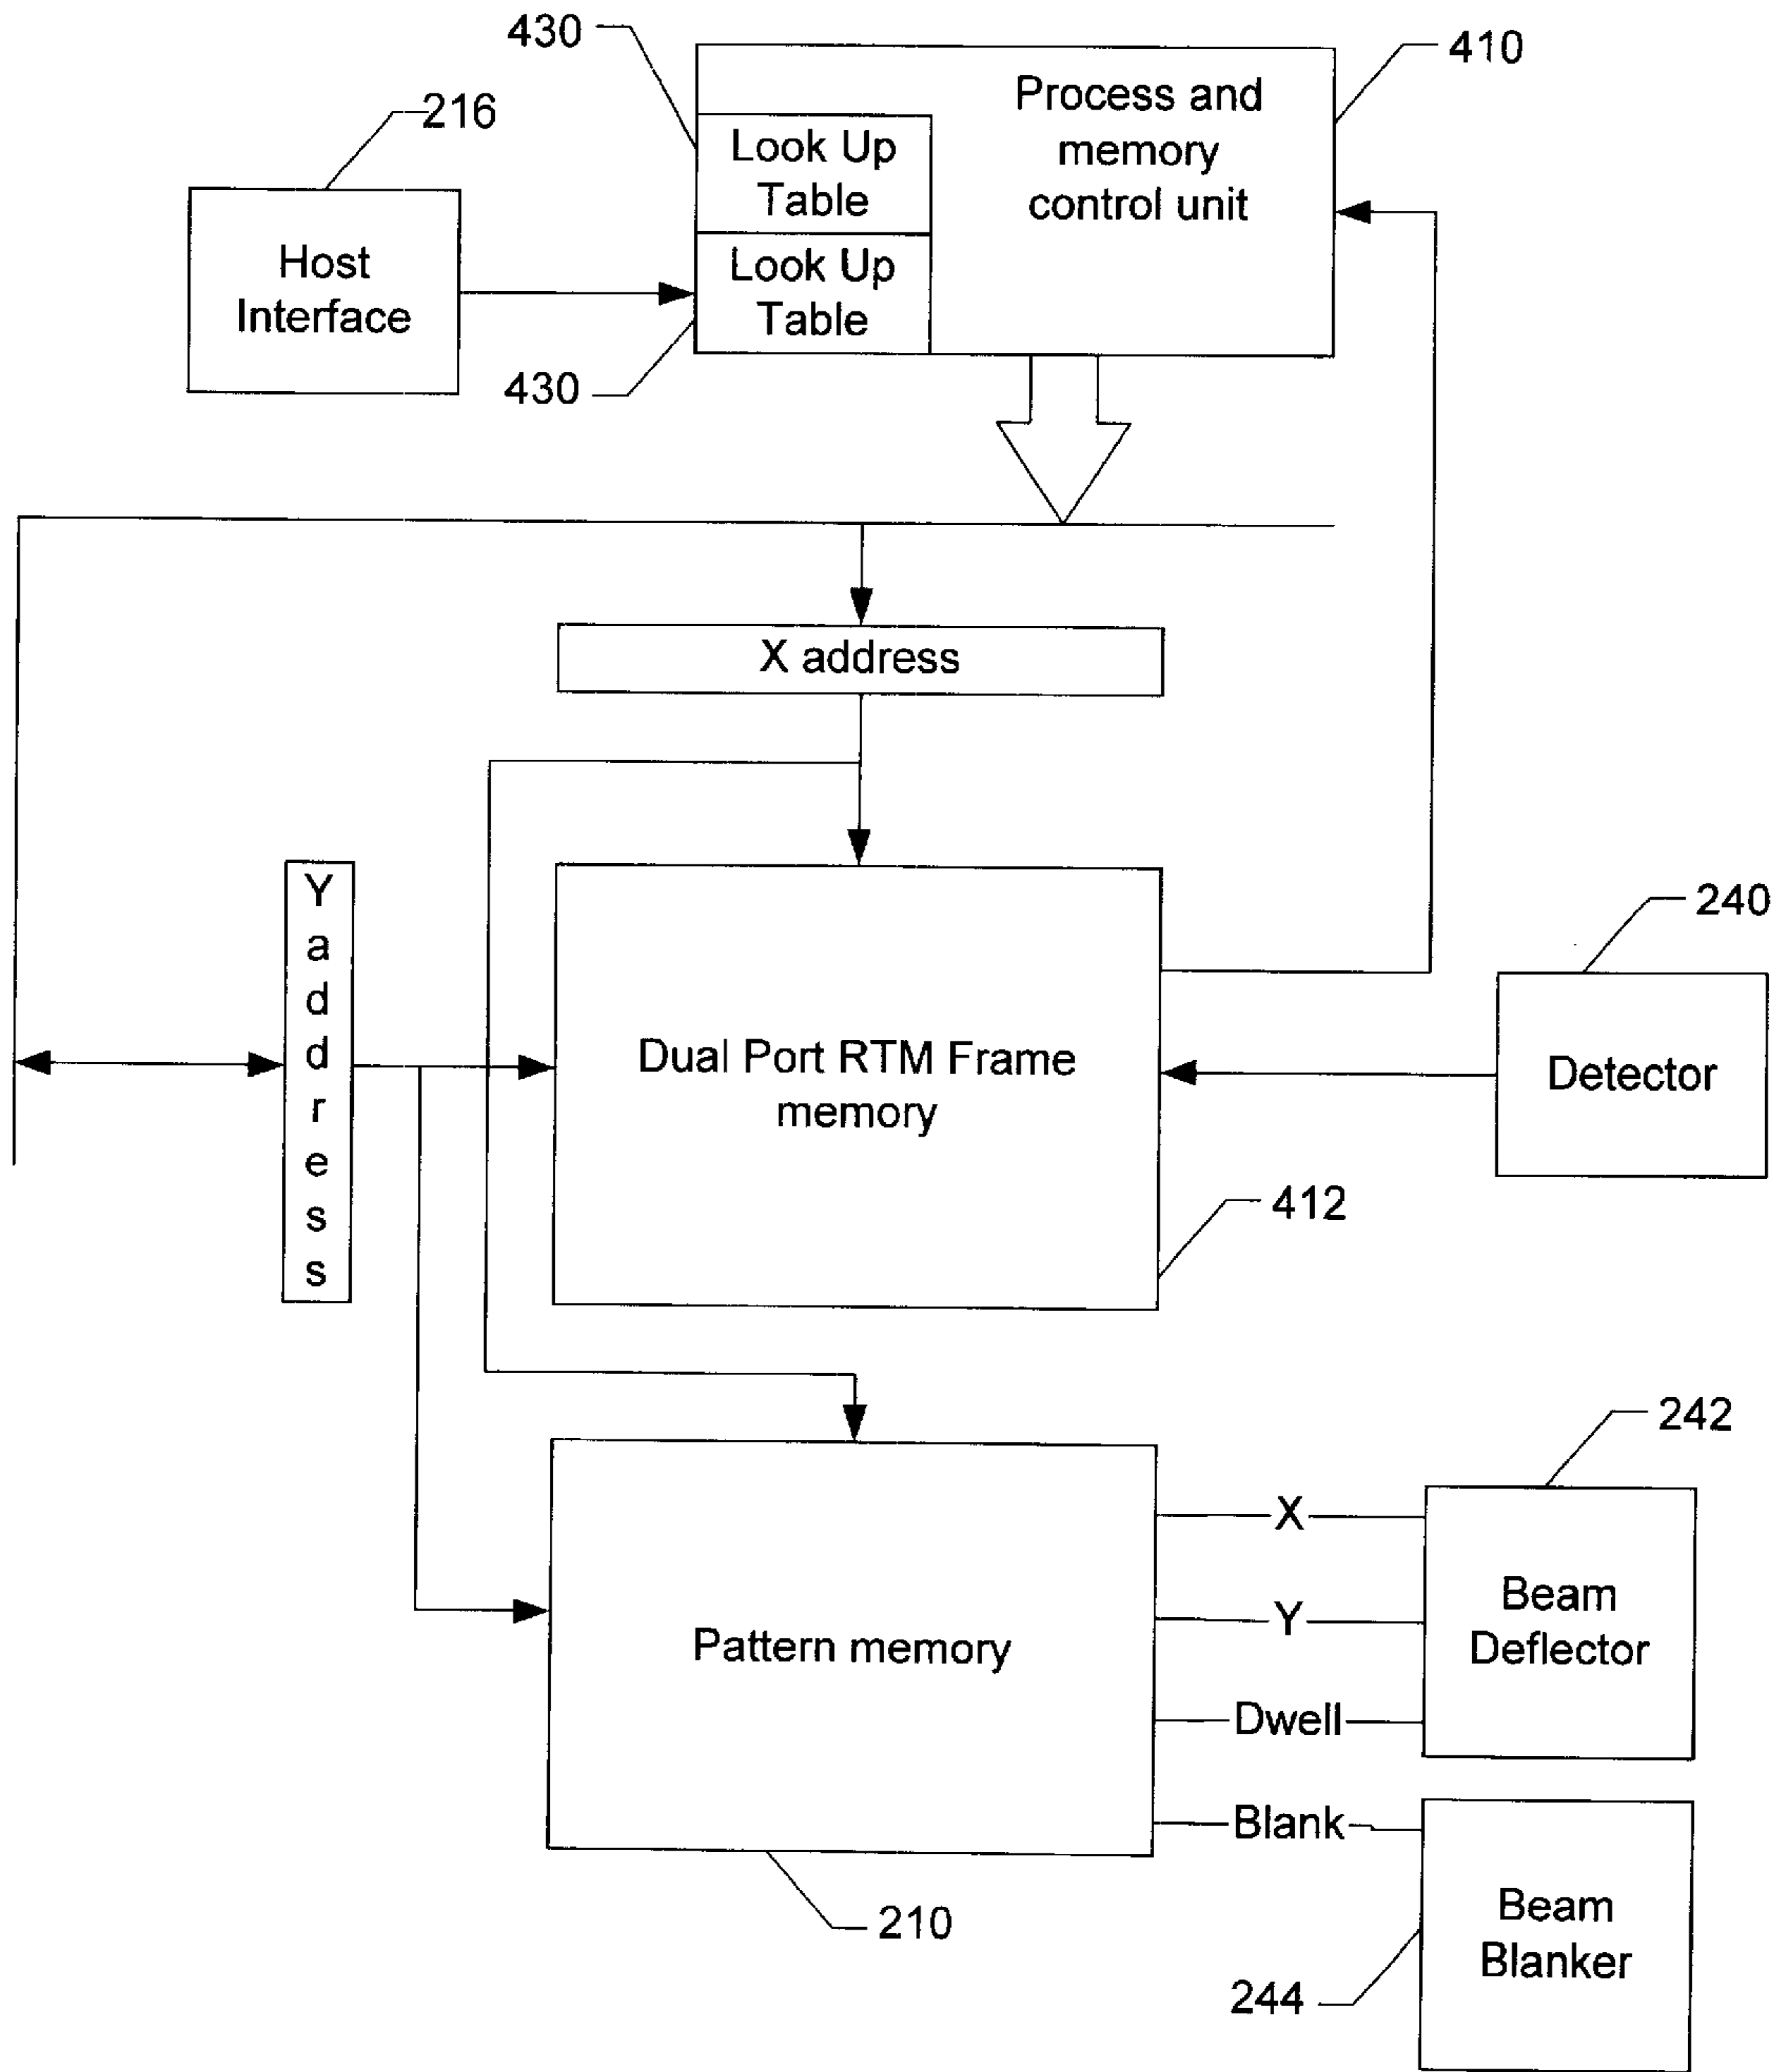 430
410
Process and
memory
control unit
216
Look Up
Table
Host
Interface
Look Up
Table
430
X address
Y
a
d
d
r
e
s
s
240
Dual Port RTM Frame
memory
Detector
412
242
X
Beam
Deflector
Y
Pattern memory
Dwell
Blank
210
Beam
Blanker
244